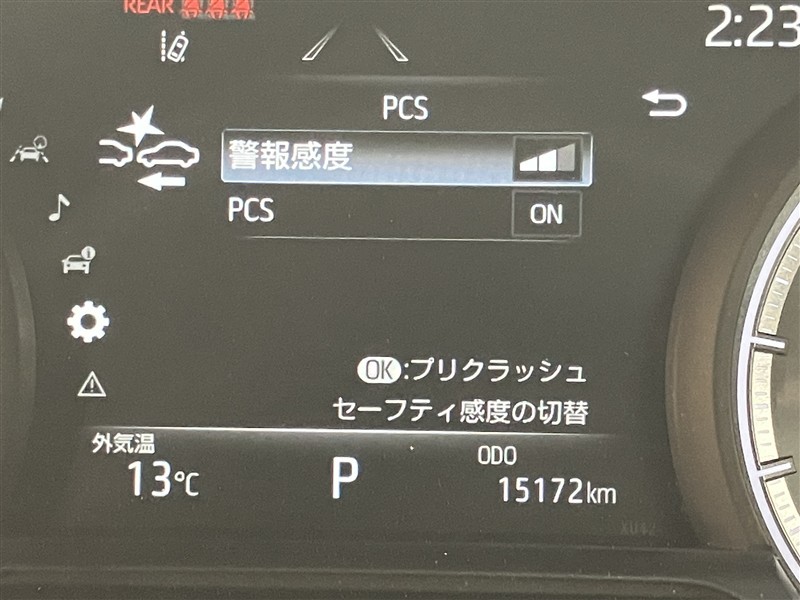 REAR
2:23
PCS
警報感度
PCS ON
OK:プリクラッシュ
セーフティ感度の切替
外気温
13℃
P
ODO
15172km